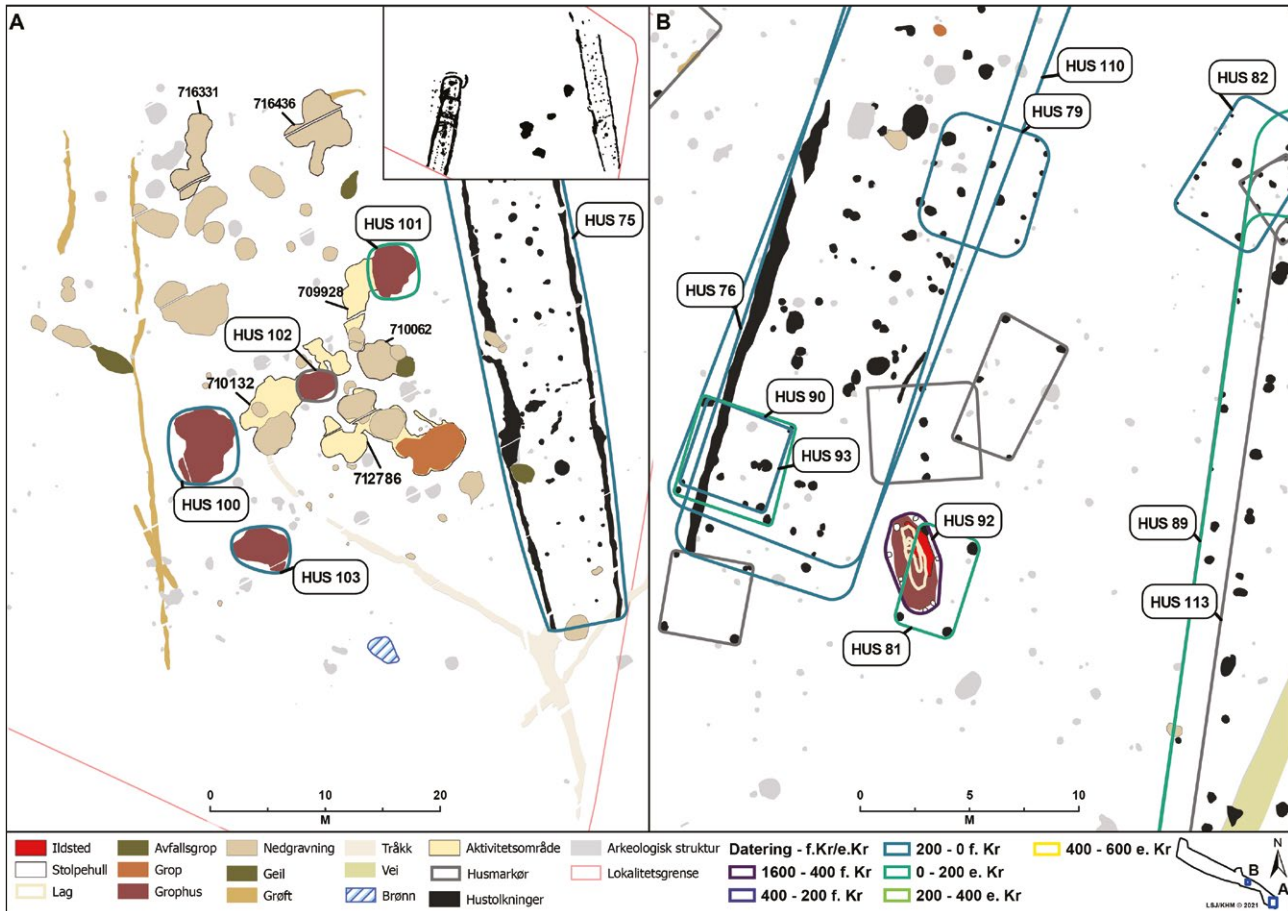 A
716331
716436
HUS 101
HUS 75
709928
HUS 102
710062
710132
712786
HUS 100
HUS 103
0 10 20
M
B
HUS 110
HUS 82
HUS 79
HUS 76
HUS 90
HUS 93
HUS 92
HUS 89
HUS 113
HUS 81
0 5 10
M
Ildsted
Stolpehull
Lag
Avfallsgrop
Grop
Grophus
Nedgravning
Geil
Grøft
Tråkk
Vei
Brønn
Aktivitetsområde
Husmarkør
Hustolkninger
Arkeologisk struktur
Lokalitetsgrense
Datering - f.Kr/e.Kr
1600 - 400 f. Kr
400 - 200 f. Kr
200 - 0 f. Kr
0 - 200 e. Kr
200 - 400 e. Kr
400 - 600 e. Kr
N
B
A
LSJ/KHM © 2021